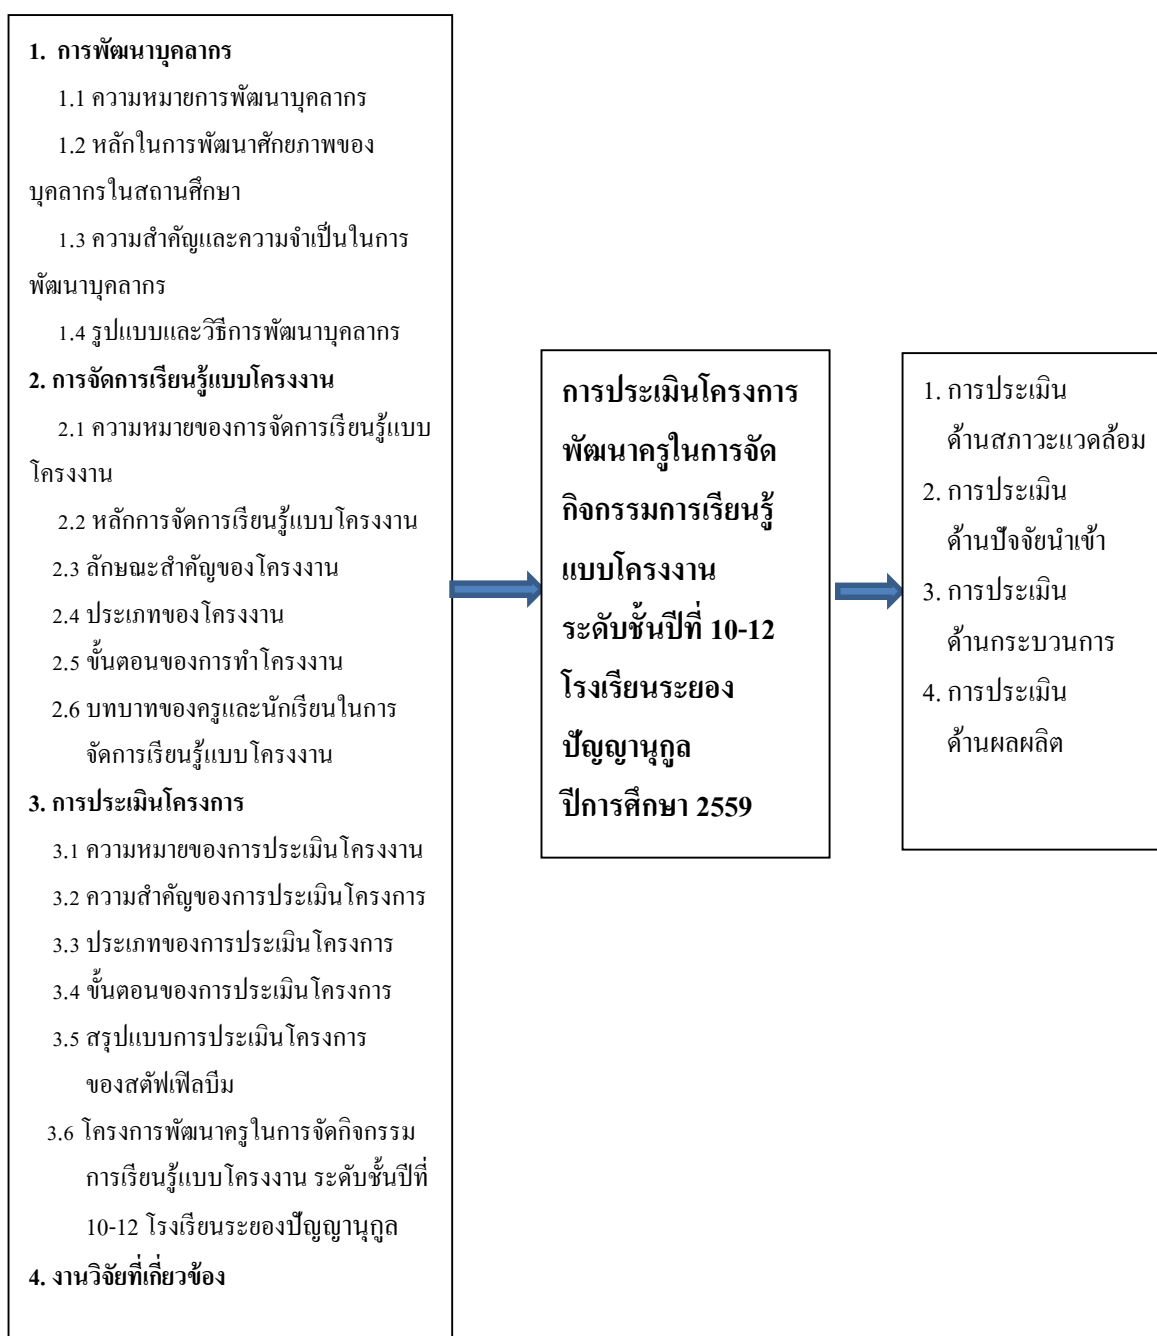 1. การพัฒนาบุคลากร
1.1 ความหมายการพัฒนาบุคลากร
1.2 หลักในการพัฒนาศักยภาพของ
บุคลากรในสถานศึกษา
1.3 ความสำคัญและความจำเป็นในการ
พัฒนาบุคลากร
1.4 รูปแบบและวิธีการพัฒนาบุคลากร
2. การจัดการเรียนรู้แบบโครงงาน
2.1 ความหมายของการจัดการเรียนรู้แบบ
โครงงาน
2.2 หลักการจัดการเรียนรู้แบบโครงงาน
2.3 ลักษณะสำคัญของโครงงาน
2.4 ประเภทของโครงงาน
2.5 ขั้นตอนของการทำโครงงาน
2.6 บทบาทของครูและนักเรียนในการ
จัดการเรียนรู้แบบโครงงาน
3. การประเมินโครงการ
3.1 ความหมายของการประเมินโครงงาน
3.2 ความสำคัญของการประเมินโครงการ
3.3 ประเภทของการประเมินโครงการ
3.4 ขั้นตอนของการประเมินโครงการ
3.5 สรุปแบบการประเมินโครงการ
ของสตัฟเฟิลบีม
3.6 โครงการพัฒนาครูในการจัดกิจกรรม
การเรียนรู้แบบโครงงาน ระดับชั้นปีที่
10-12 โรงเรียนระยองปัญญานุกูล
4. งานวิจัยที่เกี่ยวข้อง
การประเมินโครงการ
พัฒนาครูในการจัด
กิจกรรมการเรียนรู้
แบบโครงงาน
ระดับชั้นปีที่ 10-12
โรงเรียนระยอง
ปัญญานุกูล
ปีการศึกษา 2559
1. การประเมิน
ด้านสภาวะแวดล้อม
2. การประเมิน
ด้านปัจจัยนำเข้า
3. การประเมิน
ด้านกระบวนการ
4. การประเมิน
ด้านผลผลิต